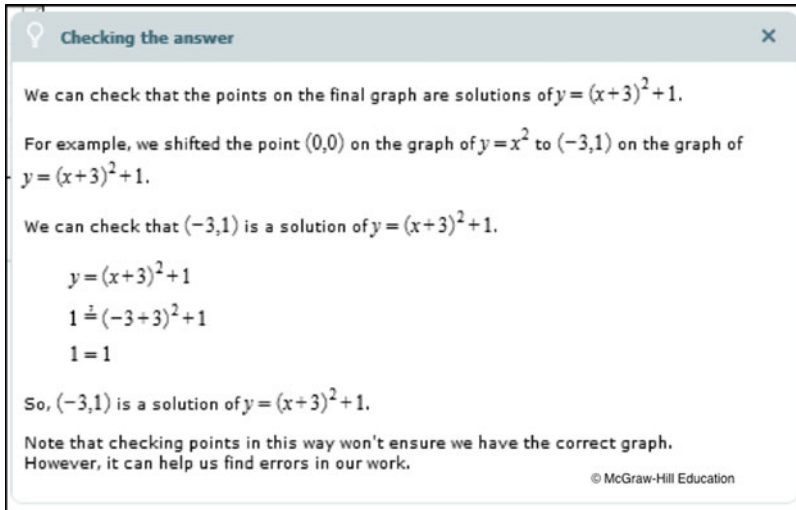 Checking the answer ×
We can check that the points on the final graph are solutions of y = (x+3)²+1.
For example, we shifted the point (0,0) on the graph of y = x² to (−3,1) on the graph of
y = (x+3)²+1.
We can check that (−3,1) is a solution of y = (x+3)²+1.
y = (x+3)²+1
1 ≟ (−3+3)²+1
1 = 1
So, (−3,1) is a solution of y = (x+3)²+1.
Note that checking points in this way won't ensure we have the correct graph.
However, it can help us find errors in our work.
© McGraw-Hill Education